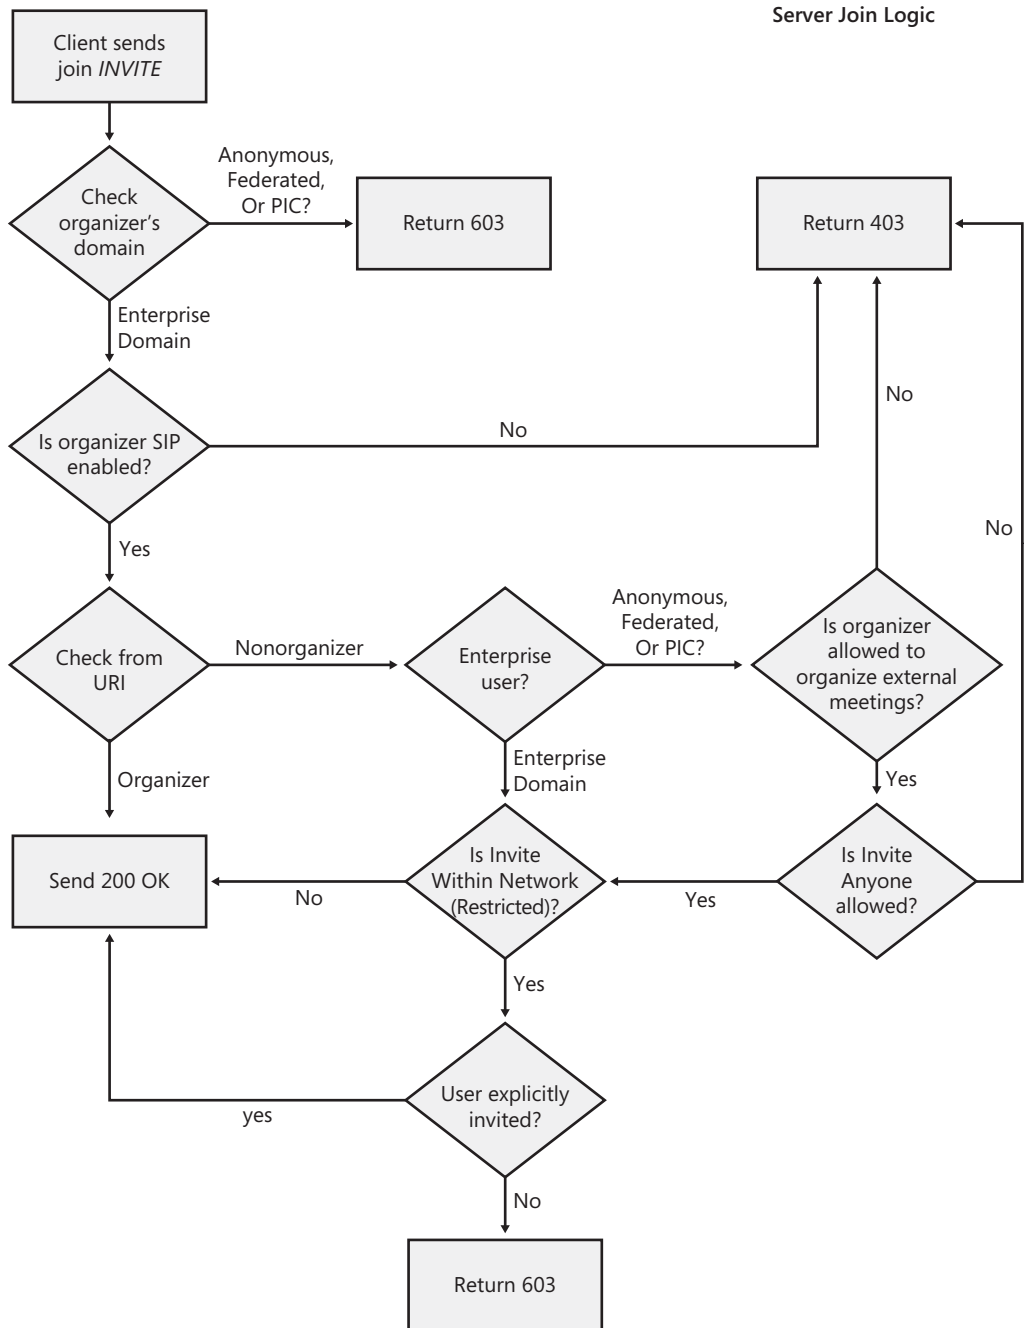 Server Join Logic
Client sends
join INVITE
Anonymous,
Federated,
Or PIC?
Check
organizer's
domain
Return 603
Return 403
Enterprise
Domain
No
Is organizer SIP
enabled?
No
No
Yes
Anonymous,
Federated,
Or PIC?
Check from
URI
Nonorganizer
Enterprise
user?
Is organizer
allowed to
organize external
meetings?
Organizer
Enterprise
Domain
Yes
Send 200 OK
No
Is Invite
Within Network
(Restricted)?
Yes
Is Invite
Anyone
allowed?
Yes
User explicitly
invited?
yes
No
Return 603